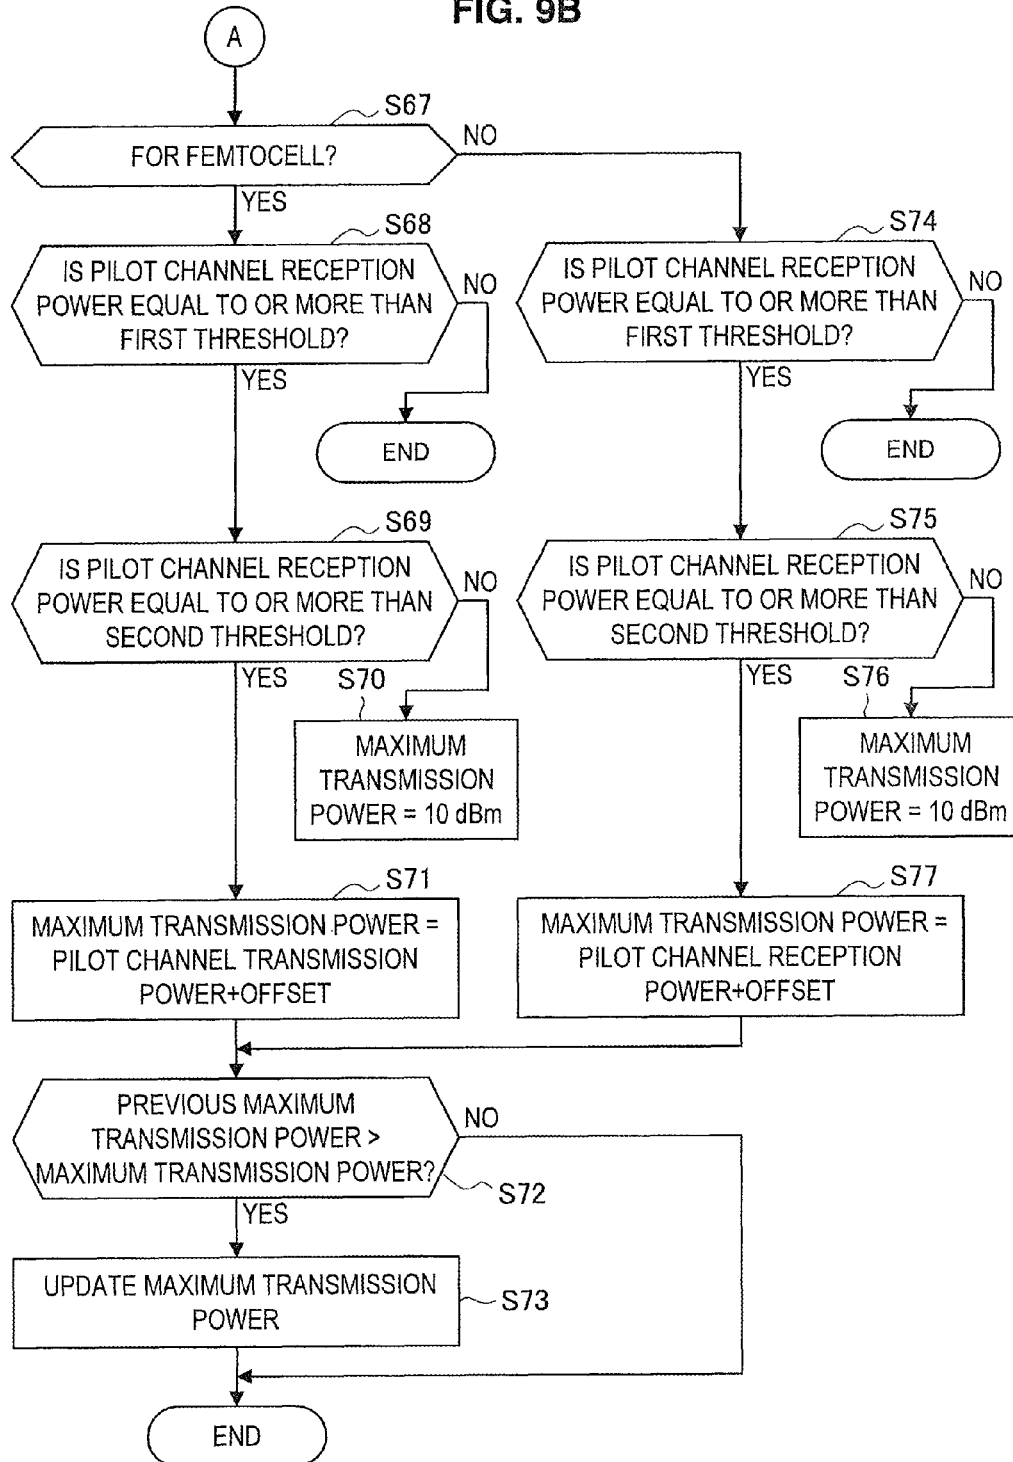 FIG. 9B
A
S67
FOR FEMTOCELL?
NO
YES
S68
IS PILOT CHANNEL RECEPTION
POWER EQUAL TO OR MORE THAN
FIRST THRESHOLD?
NO
YES
END
S74
IS PILOT CHANNEL RECEPTION
POWER EQUAL TO OR MORE THAN
FIRST THRESHOLD?
NO
YES
END
S69
IS PILOT CHANNEL RECEPTION
POWER EQUAL TO OR MORE THAN
SECOND THRESHOLD?
NO
YES
S70
MAXIMUM
TRANSMISSION
POWER = 10 dBm
S75
IS PILOT CHANNEL RECEPTION
POWER EQUAL TO OR MORE THAN
SECOND THRESHOLD?
NO
YES
S76
MAXIMUM
TRANSMISSION
POWER = 10 dBm
S71
MAXIMUM TRANSMISSION POWER =
PILOT CHANNEL TRANSMISSION
POWER+OFFSET
S77
MAXIMUM TRANSMISSION POWER =
PILOT CHANNEL RECEPTION
POWER+OFFSET
PREVIOUS MAXIMUM
TRANSMISSION POWER >
MAXIMUM TRANSMISSION POWER?
NO
S72
YES
UPDATE MAXIMUM TRANSMISSION
POWER
S73
END